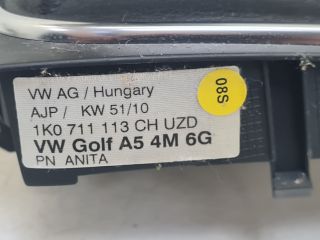 VW AG / Hungary
AJP / KW 51/10
1K0 711 113 CH UZD
VW Golf A5 4M 6G
PN ANITA
08S